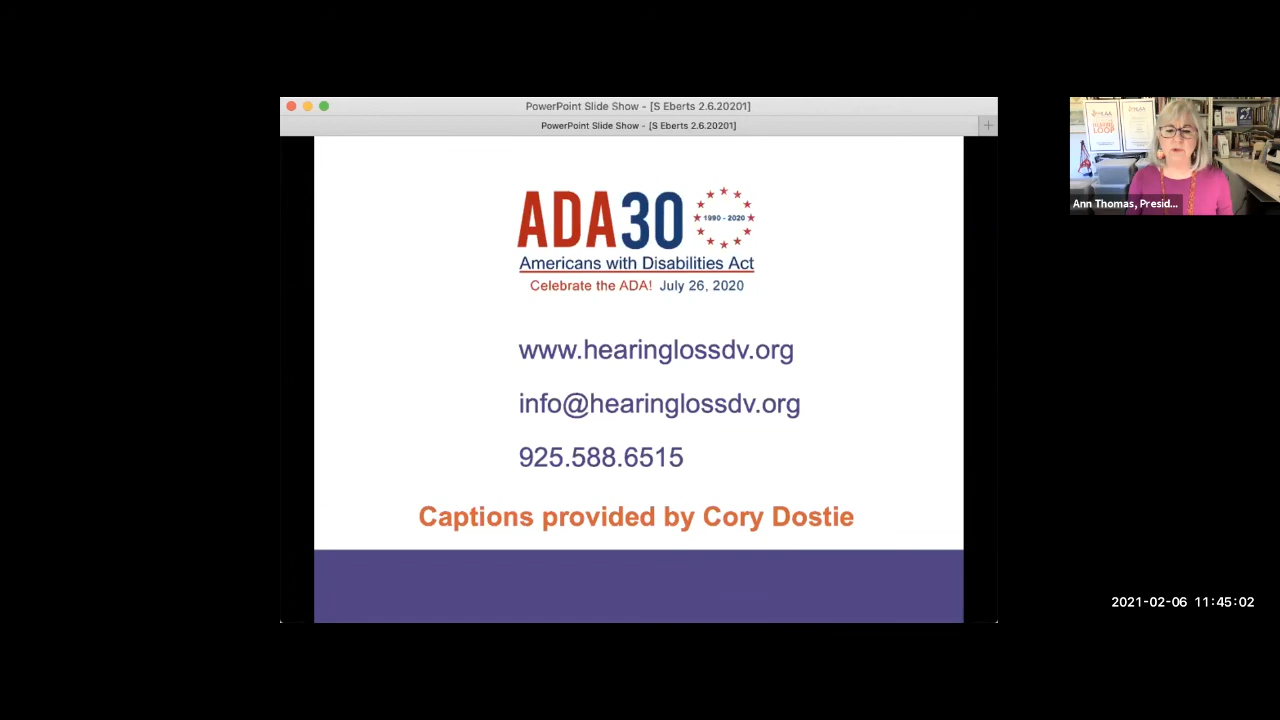 PowerPoint Slide Show - [S Eberts 2.6.20201]
PowerPoint Slide Show - [S Eberts 2.6.20201]
ADA30
1990 - 2020
Americans with Disabilities Act
Celebrate the ADA! July 26, 2020
www.hearinglossdv.org
info@hearinglossdv.org
925.588.6515
Captions provided by Cory Dostie
LOOP
Ann Thomas, Presid...
2021-02-06 11:45:02